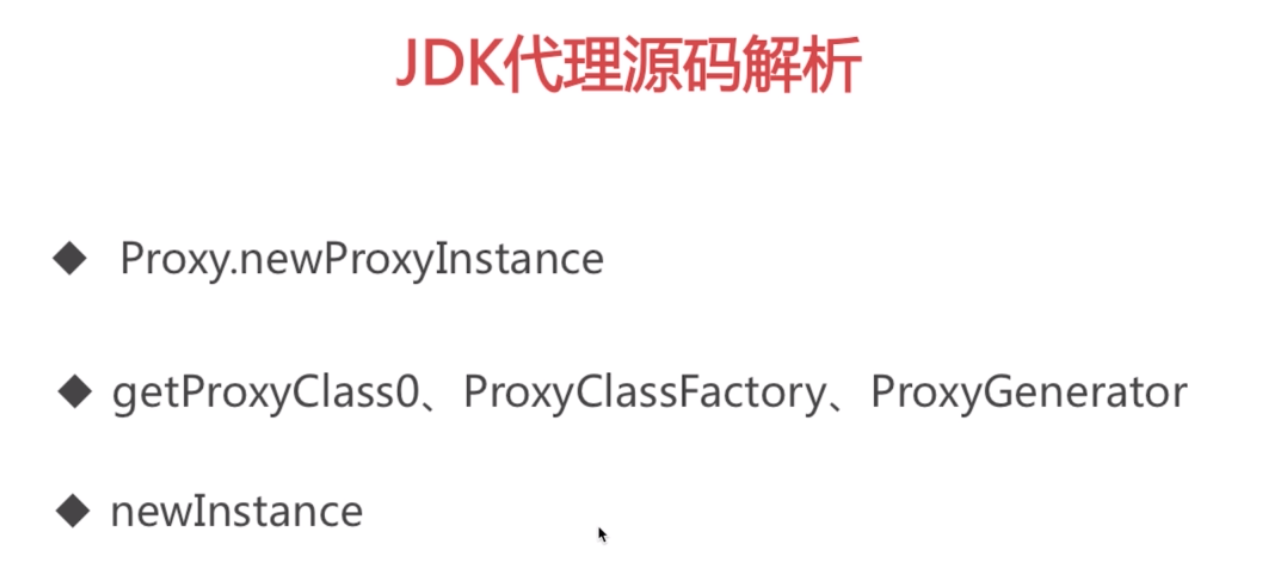 JDK代理源码解析
◆ Proxy.newProxyInstance
◆ getProxyClass0、ProxyClassFactory、ProxyGenerator
◆ newInstance